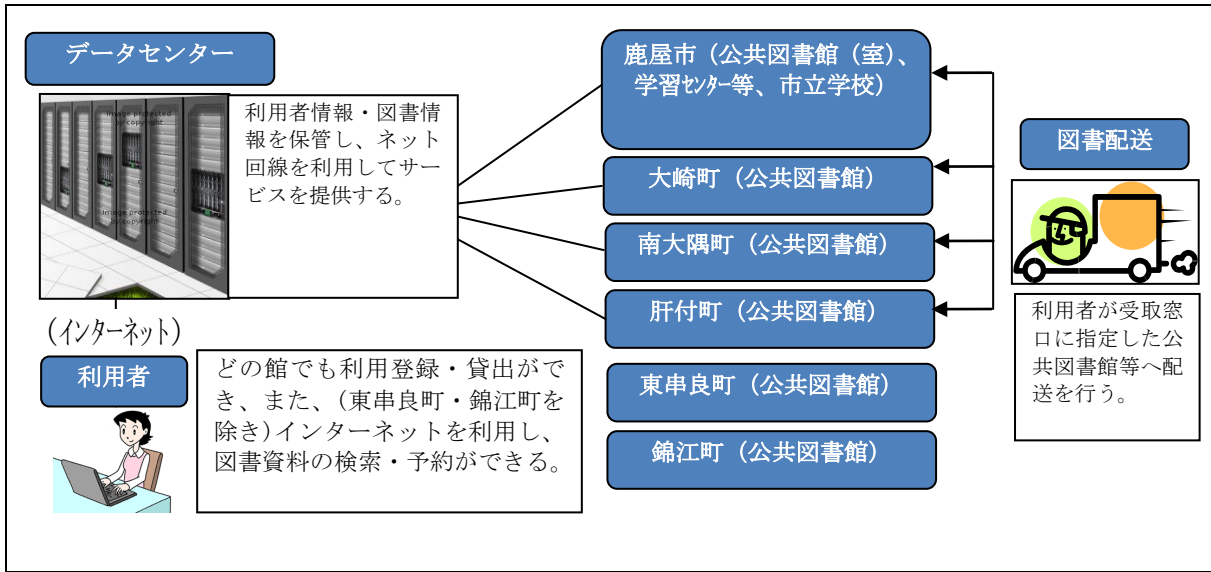 データセンター
Image protected by copyright
Image protected by copyright
利用者情報・図書情
報を保管し、ネット
回線を利用してサー
ビスを提供する。
(インターネット)
利用者
どの館でも利用登録・貸出がで
き、また、(東串良町・錦江町を
除き)インターネットを利用し、
図書資料の検索・予約ができる。
鹿屋市（公共図書館（室）、
学習ｾﾝﾀｰ等、市立学校）
大崎町（公共図書館）
南大隅町（公共図書館）
肝付町（公共図書館）
東串良町（公共図書館）
錦江町（公共図書館）
図書配送
利用者が受取窓
口に指定した公
共図書館等へ配
送を行う。